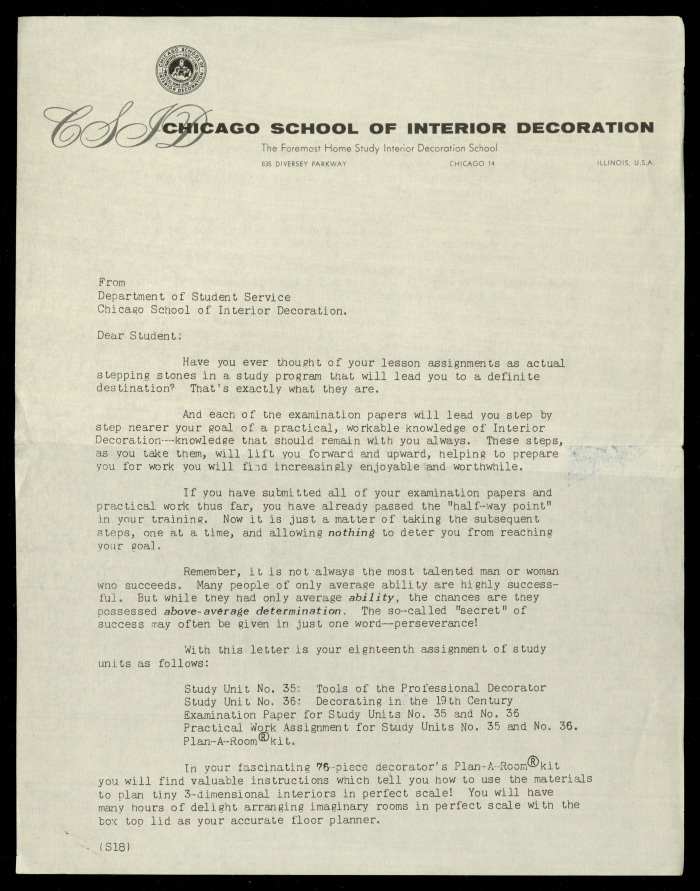 CHICAGO SCHOOL OF INTERIOR DECORATION
CSID
CHICAGO SCHOOL OF INTERIOR DECORATION
The Foremost Home Study Interior Decoration School
835 DIVERSEY PARKWAY CHICAGO 14 ILLINOIS, U.S.A.
From
Department of Student Service
Chicago School of Interior Decoration.
Dear Student:
Have you ever thought of your lesson assignments as actual
stepping stones in a study program that will lead you to a definite
destination? That's exactly what they are.
And each of the examination papers will lead you step by
step nearer your goal of a practical, workable knowledge of Interior
Decoration--knowledge that should remain with you always. These steps,
as you take them, will lift you forward and upward, helping to prepare
you for work you will find increasingly enjoyable and worthwhile.
If you have submitted all of your examination papers and
practical work thus far, you have already passed the "half-way point"
in your training. Now it is just a matter of taking the subsequent
steps, one at a time, and allowing nothing to deter you from reaching
your goal.
Remember, it is not always the most talented man or woman
who succeeds. Many people of only average ability are highly success-
ful. But while they had only average ability, the chances are they
possessed above-average determination. The so-called "secret" of
success may often be given in just one word--perseverance!
With this letter is your eighteenth assignment of study
units as follows:
Study Unit No. 35: Tools of the Professional Decorator
Study Unit No. 36: Decorating in the 19th Century
Examination Paper for Study Units No. 35 and No. 36
Practical Work Assignment for Study Units No. 35 and No. 36.
Plan-A-Room® kit.
In your fascinating 76-piece decorator's Plan-A-Room® kit
you will find valuable instructions which tell you how to use the materials
to plan tiny 3-dimensional interiors in perfect scale! You will have
many hours of delight arranging imaginary rooms in perfect scale with the
box top lid as your accurate floor planner.
(S18)